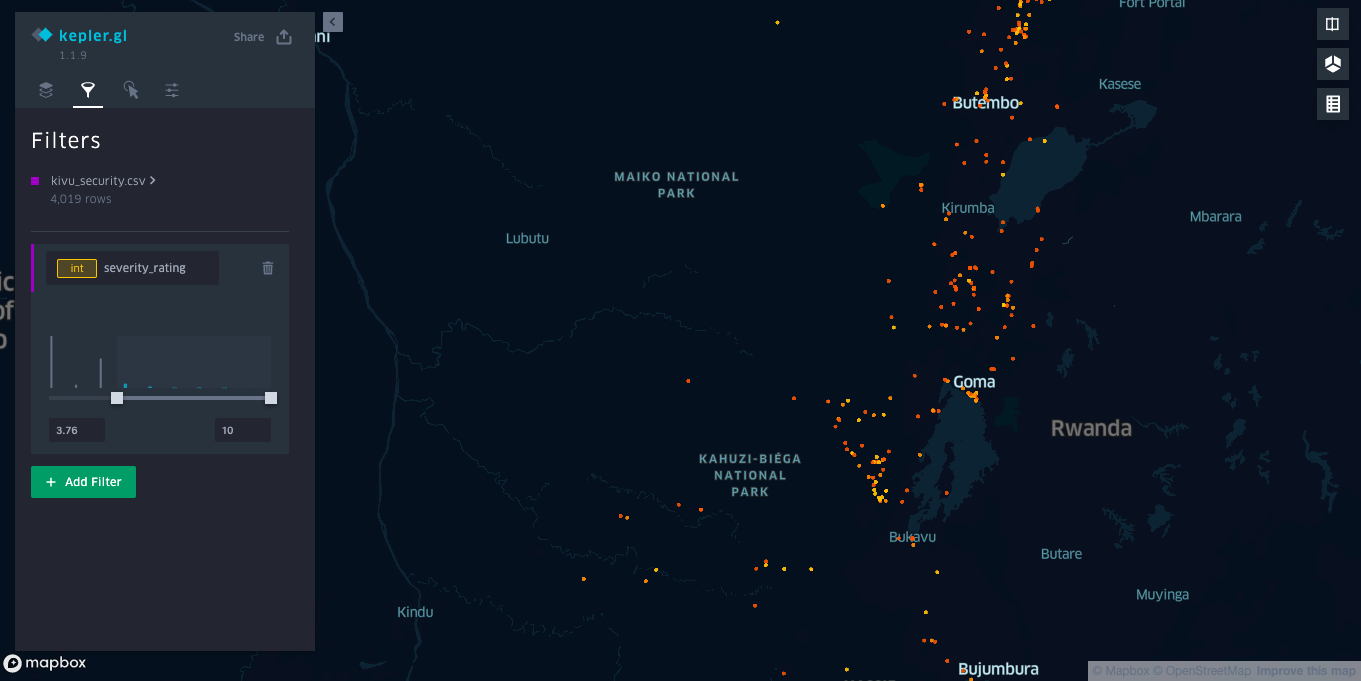 kepler.gl
1.1.9
Share
Filters
kivu_security.csv
4,019 rows
int severity_rating
3.76 10
+ Add Filter
mapbox
Fort Portal
Kasese
Butembo
MAIKO NATIONAL
PARK
Kirumba
Mbarara
Lubutu
Goma
Rwanda
KAHUZI-BIÉGA
NATIONAL
PARK
Bukavu
Butare
Muyinga
Kindu
Bujumbura
© Mapbox © OpenStreetMap Improve this map